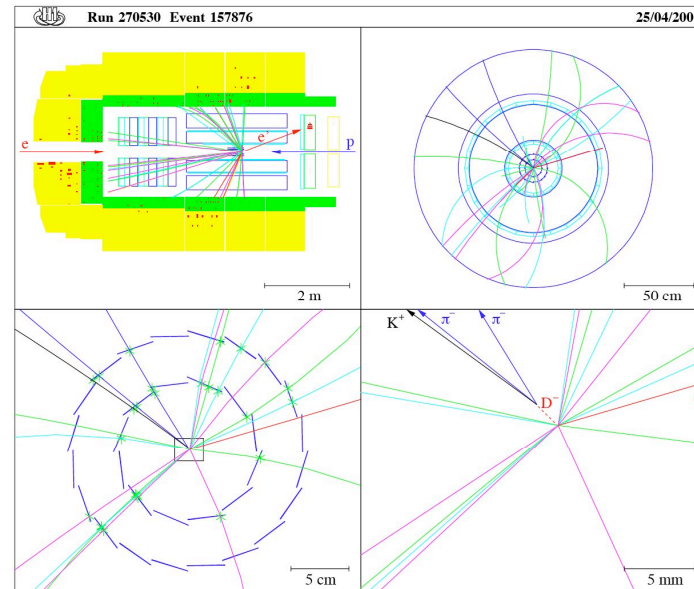 Run 270530 Event 157876 25/04/200
e e' p
2 m
50 cm
K⁺ π⁻ π⁻
D⁻
5 cm
5 mm